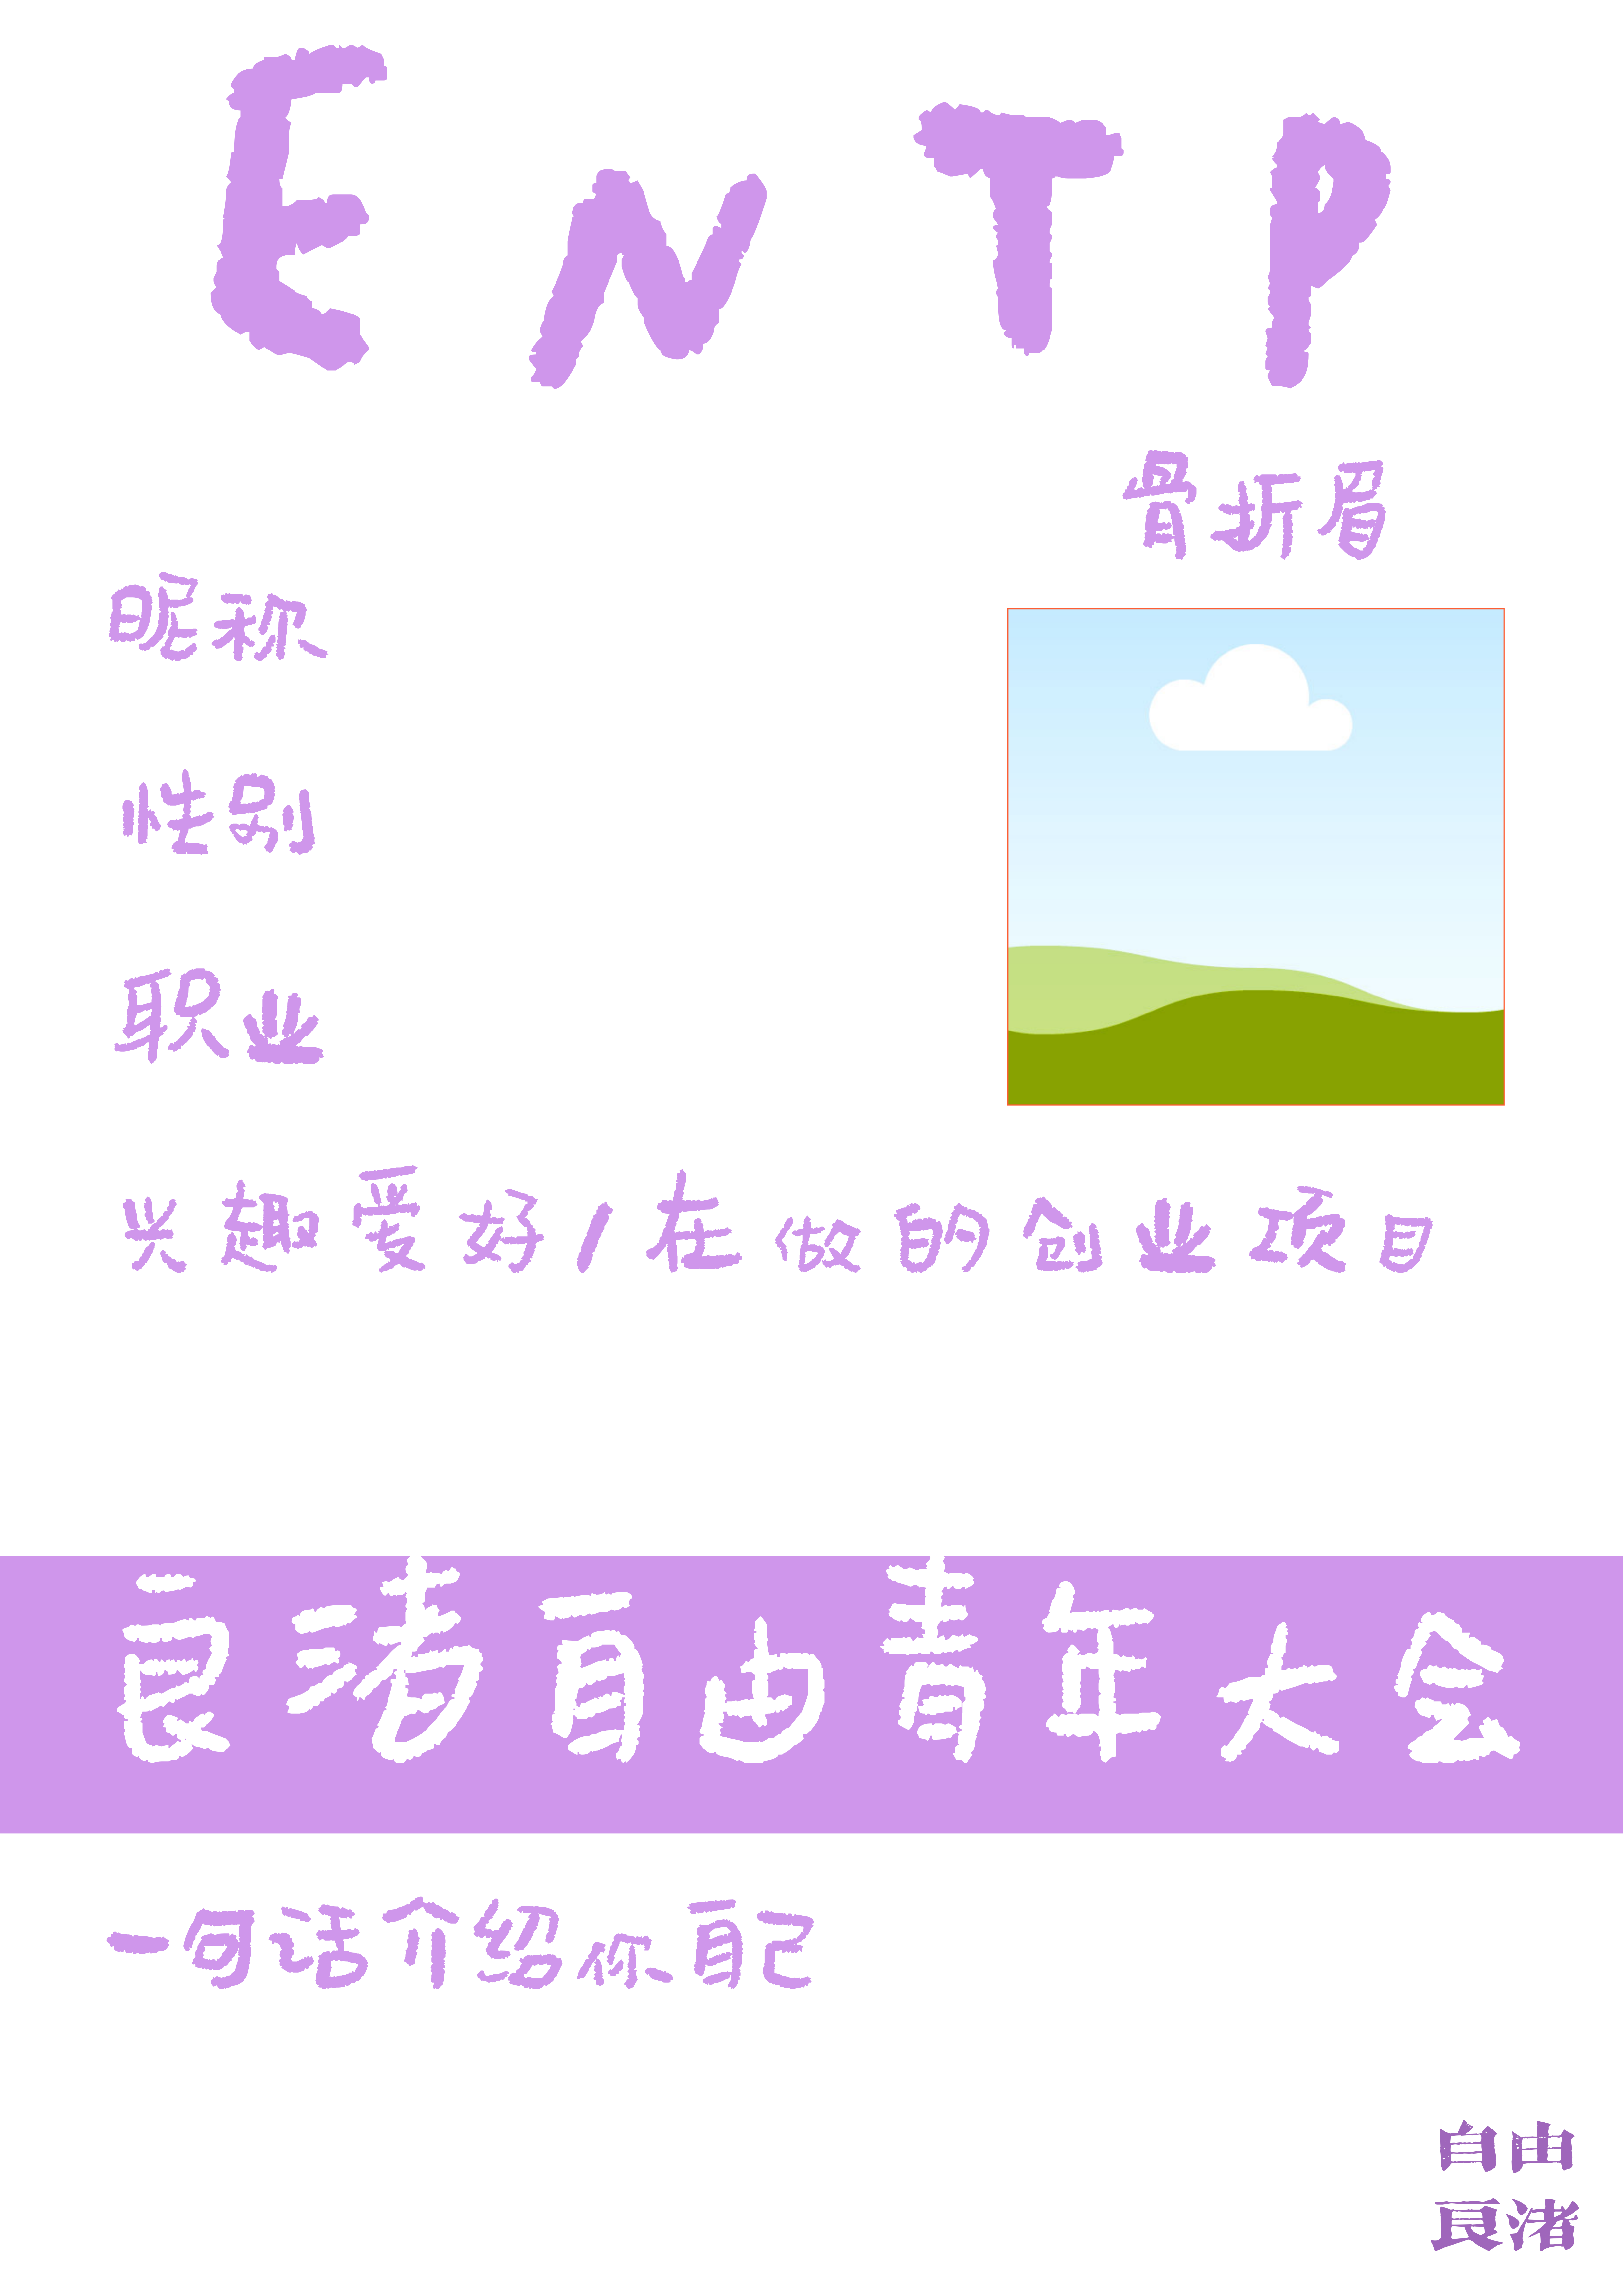 ENTP
骨折眉
昵称
性别
职业
兴趣爱好/在做的创业项目
良渚自由青年大会
一句话介绍你自己
自由
良渚